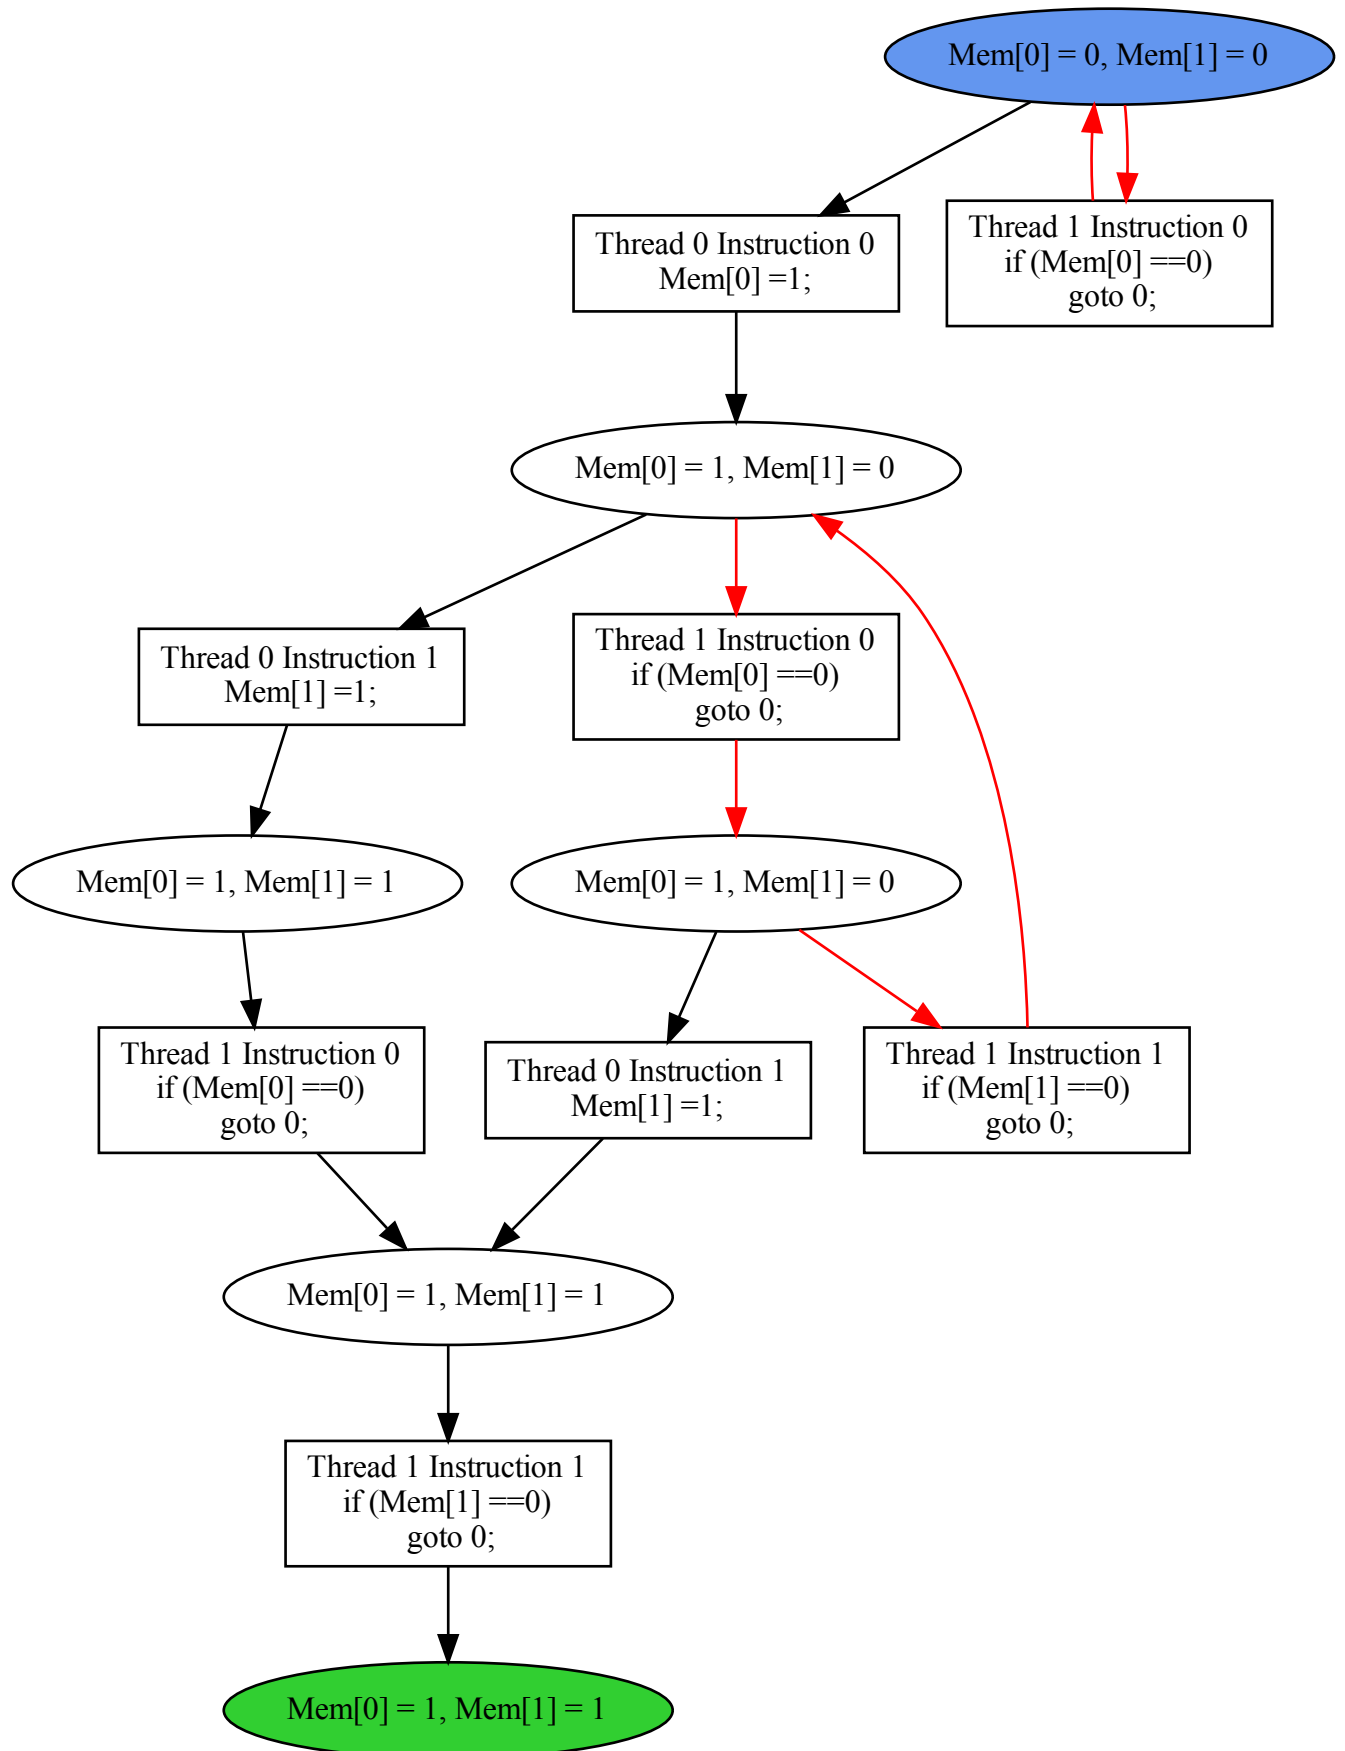 Mem[0] = 0, Mem[1] = 0
Thread 0 Instruction 0
Mem[0] =1;
Thread 1 Instruction 0
if (Mem[0] ==0)
goto 0;
Mem[0] = 1, Mem[1] = 0
Thread 0 Instruction 1
Mem[1] =1;
Thread 1 Instruction 0
if (Mem[0] ==0)
goto 0;
Mem[0] = 1, Mem[1] = 1
Mem[0] = 1, Mem[1] = 0
Thread 1 Instruction 0
if (Mem[0] ==0)
goto 0;
Thread 0 Instruction 1
Mem[1] =1;
Thread 1 Instruction 1
if (Mem[1] ==0)
goto 0;
Mem[0] = 1, Mem[1] = 1
Thread 1 Instruction 1
if (Mem[1] ==0)
goto 0;
Mem[0] = 1, Mem[1] = 1